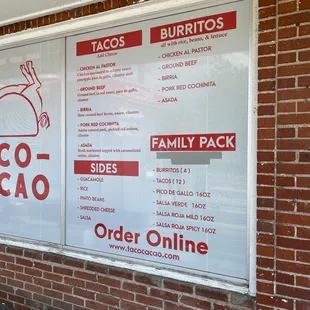 CO-
CAO
TACOS
Add Cheese
- CHICKEN AL PASTOR
- GROUND BEEF
- BIRRIA
- PORK RED COCHINITA
- ASADA
SIDES
- GUACAMOLE
- RICE
- PINTO BEANS
- SHREDDED CHEESE
- SALSA
BURRITOS
all with rice, beans, & lettuce
- CHICKEN AL PASTOR
- GROUND BEEF
- BIRRIA
- PORK RED COCHINITA
- ASADA
FAMILY PACK
- BURRITOS ( 4 )
- TACOS ( 12 )
- PICO DE GALLO 16OZ
- SALSA VERDE 16OZ
- SALSA ROJA MILD 16OZ
- SALSA ROJA SPICY 16OZ
Order Online
www.tacocacao.com